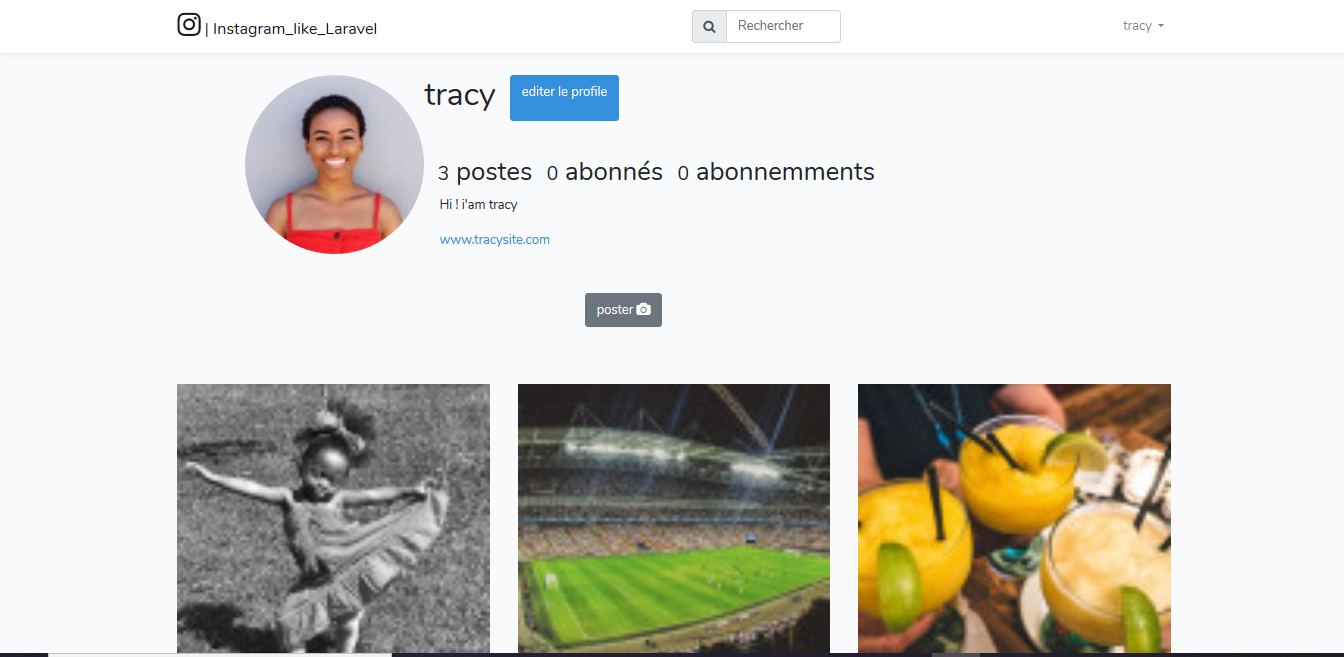 | Instagram_like_Laravel
Rechercher
tracy
tracy
editer le profile
3 postes 0 abonnés 0 abonnemments
Hi ! i'am tracy
www.tracysite.com
poster